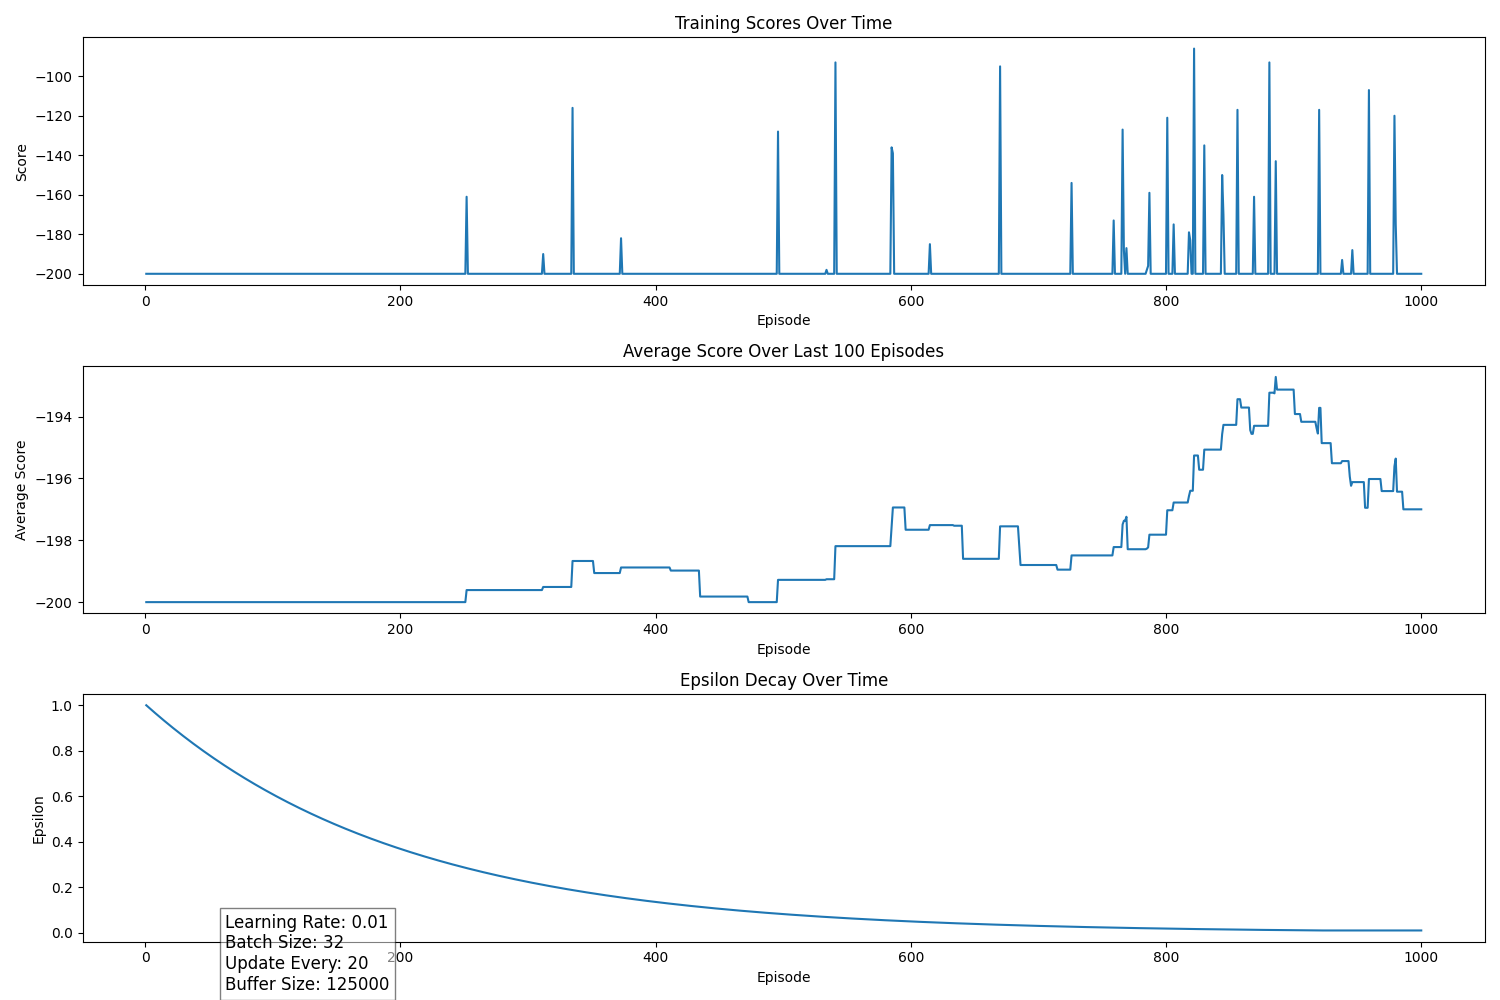 Training Scores Over Time
Score
−100
−120
−140
−160
−180
−200
0 200 400 600 800 1000
Episode
Average Score Over Last 100 Episodes
Average Score
−194
−196
−198
−200
0 200 400 600 800 1000
Episode
Epsilon Decay Over Time
Epsilon
1.0
0.8
0.6
0.4
0.2
0.0
0 200 400 600 800 1000
Episode
Learning Rate: 0.01
Batch Size: 32
Update Every: 20
Buffer Size: 125000